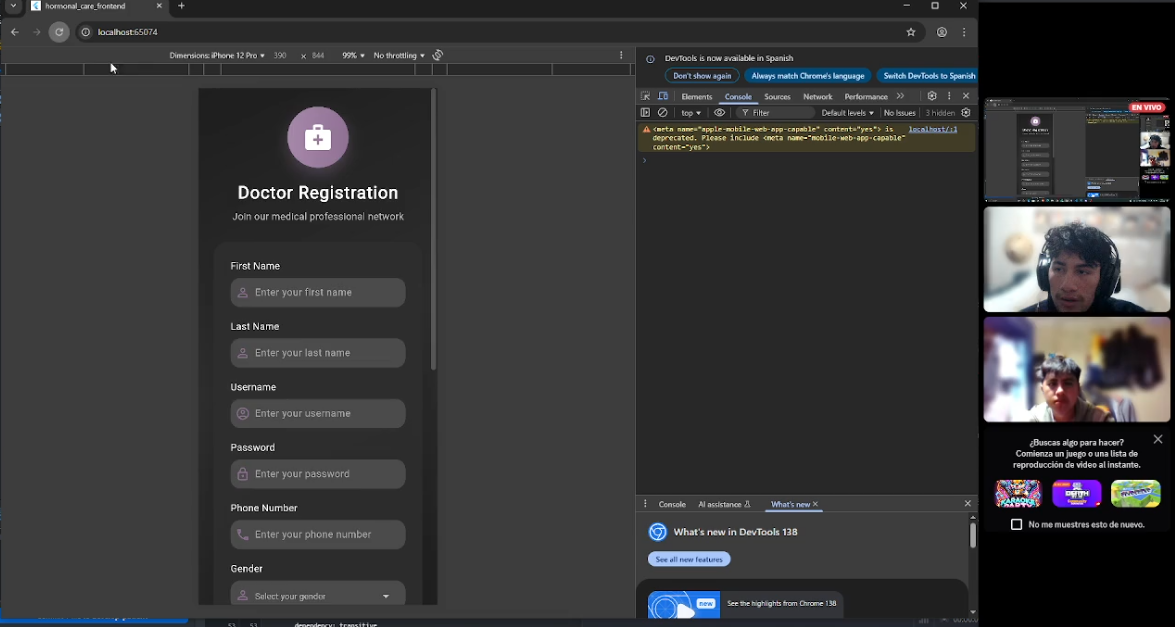 hormonal_care_frontend
localhost:65074
Dimensions: iPhone 12 Pro 390 x 844 99% No throttling
Doctor Registration
Join our medical professional network
First Name
Enter your first name
Last Name
Enter your last name
Username
Enter your username
Password
Enter your password
Phone Number
Enter your phone number
Gender
Select your gender
53 53 dependency: transitive
DevTools is now available in Spanish
Don't show again Always match Chrome's language Switch DevTools to Spanish
Elements Console Sources Network Performance
top Filter Default levels No Issues 3 hidden
<meta name="apple-mobile-web-app-capable" content="yes"> is localhost/:1
deprecated. Please include <meta name="mobile-web-app-capable"
content="yes">
Console AI assistance What's new
What's new in DevTools 138
See all new features
new
See the highlights from Chrome 138
EN VIVO
¿Buscas algo para hacer?
Comienza un juego o una lista de
reproducción de video al instante.
No me muestres esto de nuevo.